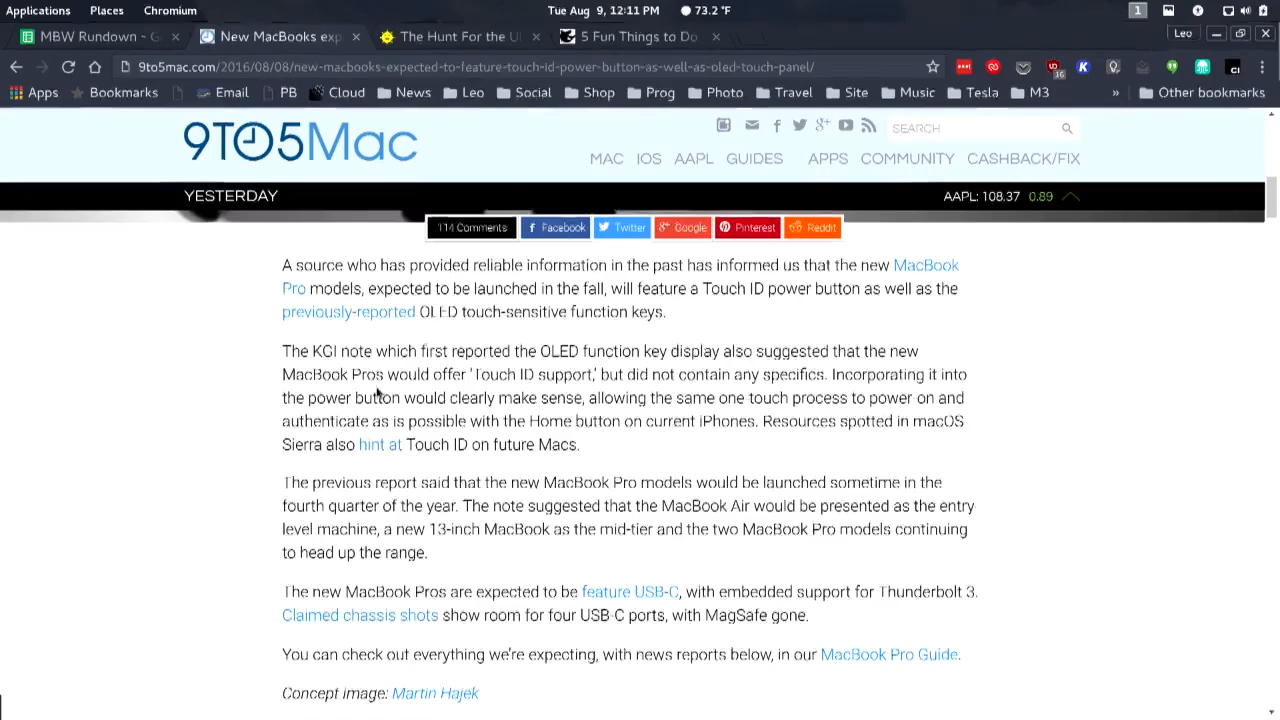 Applications Places Chromium Tue Aug 9, 12:11 PM 73.2 °F 1
MBW Rundown - G × New MacBooks exp × The Hunt For the Ul × 5 Fun Things to Do × Leo
9to5mac.com/2016/08/08/new-macbooks-expected-to-feature-touch-id-power-button-as-well-as-oled-touch-panel/
Apps Bookmarks Email PB Cloud News Leo Social Shop Prog Photo Travel Site Music Tesla M3 » Other bookmarks
9TO5Mac
SEARCH
MAC IOS AAPL GUIDES APPS COMMUNITY CASHBACK/FIX
YESTERDAY AAPL: 108.37 0.89
114 Comments Facebook Twitter Google Pinterest Reddit
A source who has provided reliable information in the past has informed us that the new MacBook
Pro models, expected to be launched in the fall, will feature a Touch ID power button as well as the
previously-reported OLED touch-sensitive function keys.
The KGI note which first reported the OLED function key display also suggested that the new
MacBook Pros would offer 'Touch ID support,' but did not contain any specifics. Incorporating it into
the power button would clearly make sense, allowing the same one touch process to power on and
authenticate as is possible with the Home button on current iPhones. Resources spotted in macOS
Sierra also hint at Touch ID on future Macs.
The previous report said that the new MacBook Pro models would be launched sometime in the
fourth quarter of the year. The note suggested that the MacBook Air would be presented as the entry
level machine, a new 13-inch MacBook as the mid-tier and the two MacBook Pro models continuing
to head up the range.
The new MacBook Pros are expected to be feature USB-C, with embedded support for Thunderbolt 3.
Claimed chassis shots show room for four USB-C ports, with MagSafe gone.
You can check out everything we're expecting, with news reports below, in our MacBook Pro Guide.
Concept image: Martin Hajek